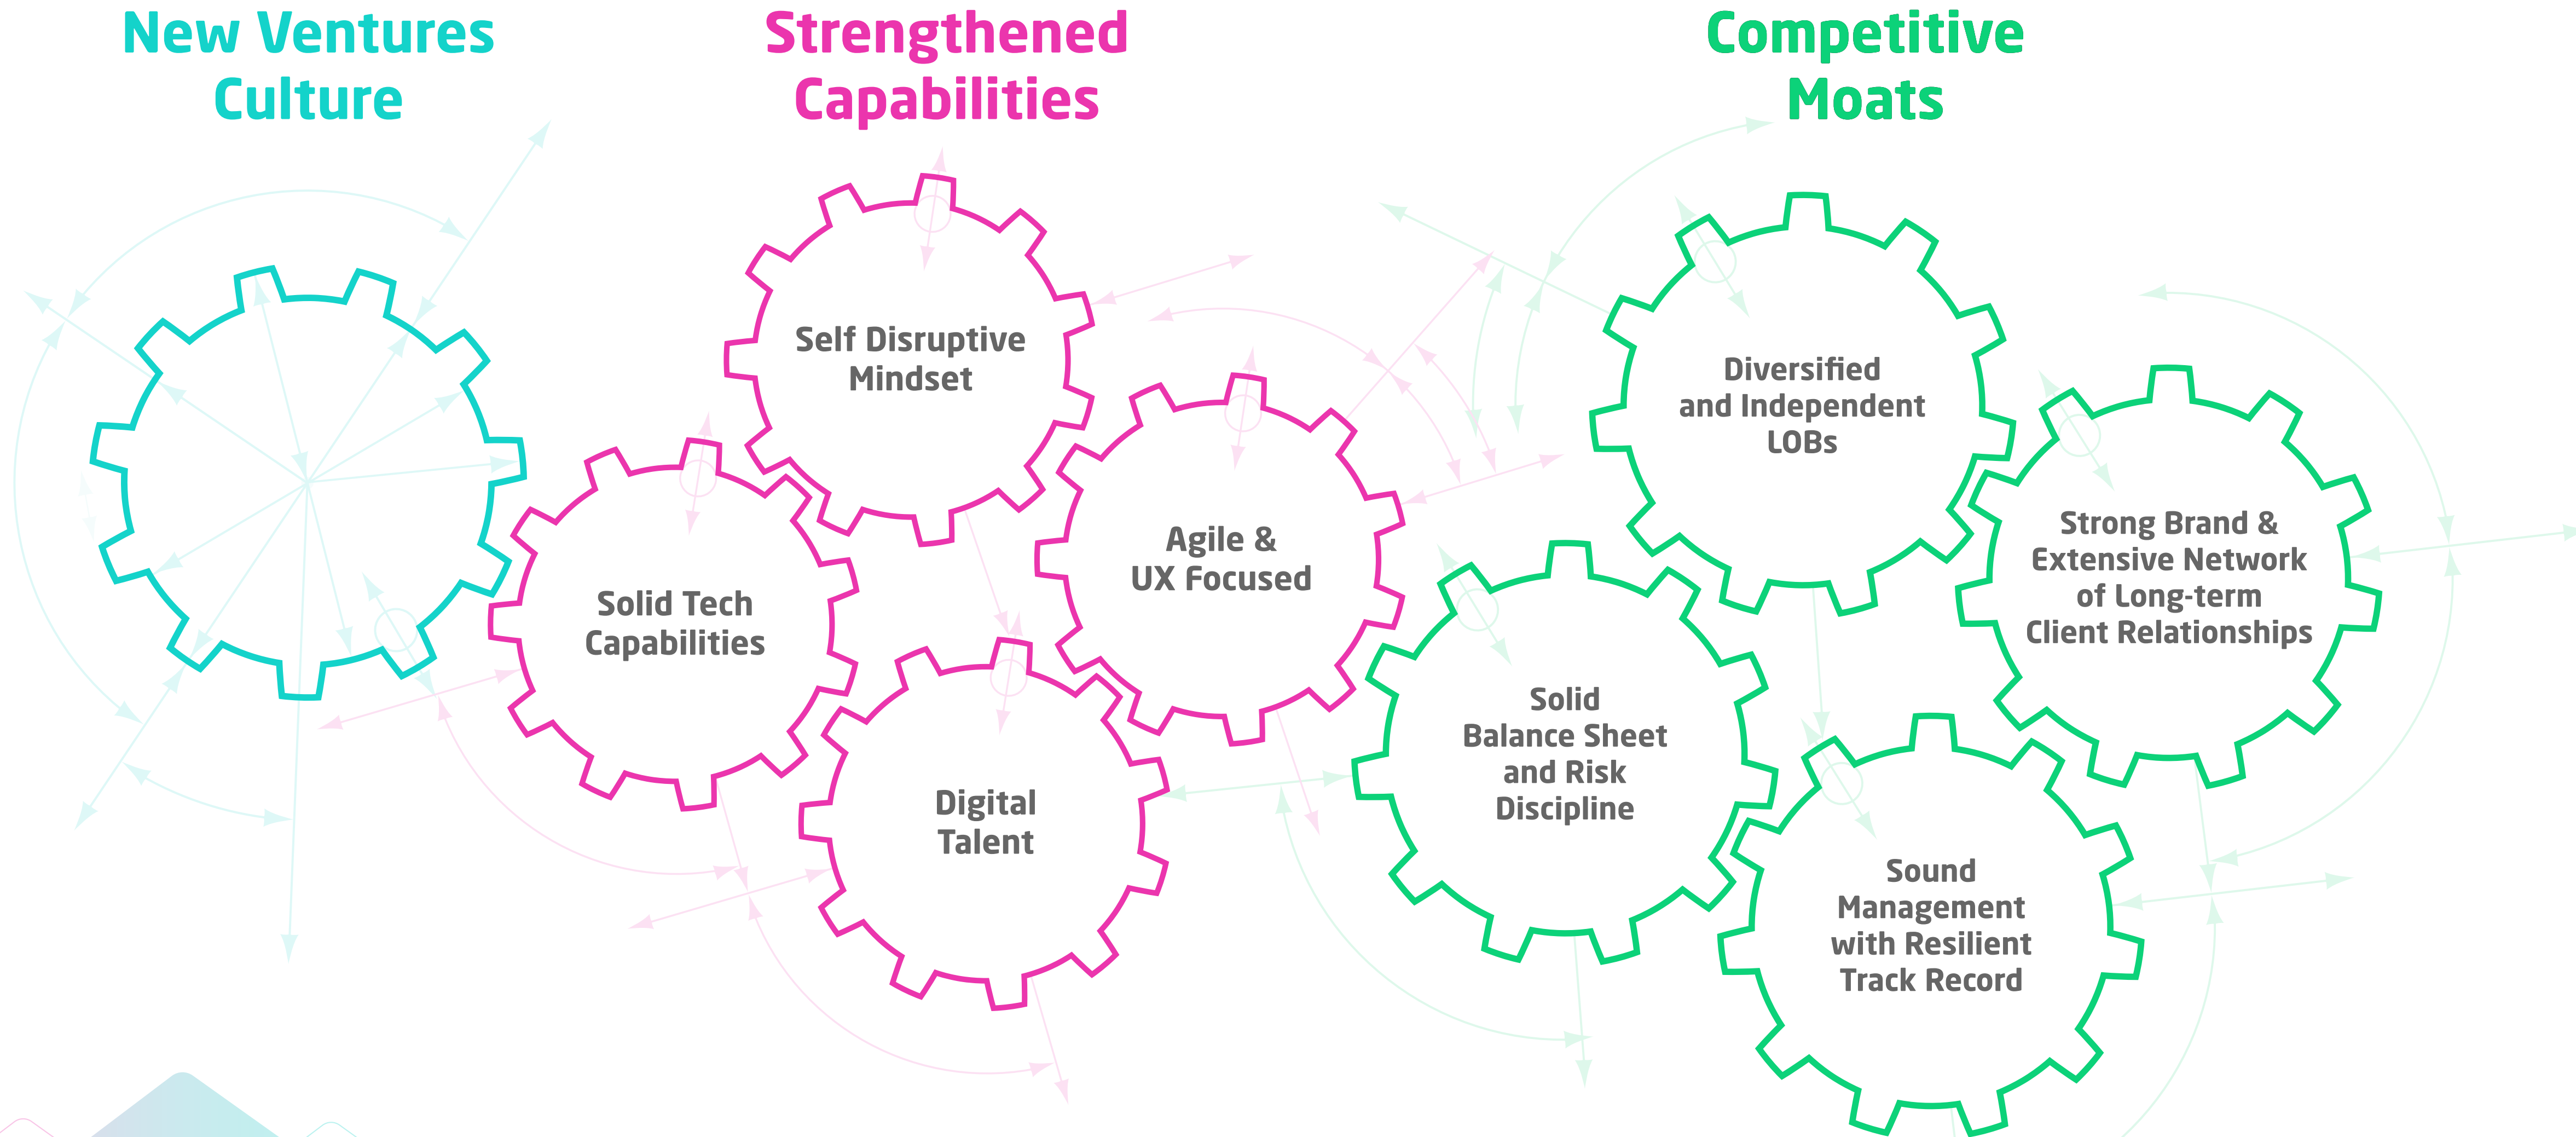 New Ventures
Culture
Strengthened
Capabilities
Competitive
Moats
Self Disruptive
Mindset
Solid Tech
Capabilities
Agile &
UX Focused
Digital
Talent
Diversified
and Independent
LOBs
Strong Brand &
Extensive Network
of Long-term
Client Relationships
Solid
Balance Sheet
and Risk
Discipline
Sound
Management
with Resilient
Track Record